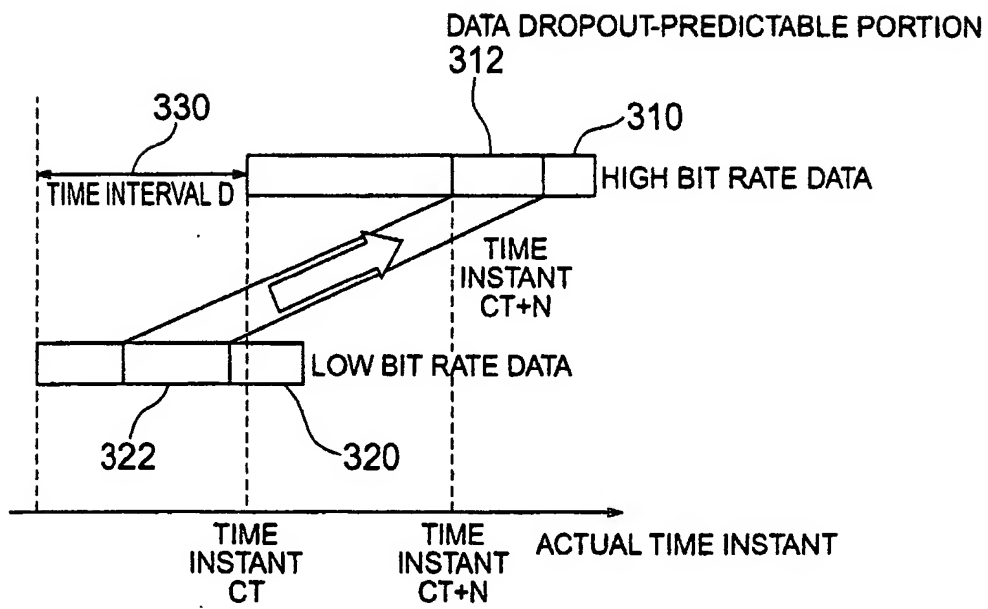 DATA DROPOUT-PREDICTABLE PORTION
312
330
310
TIME INTERVAL D
HIGH BIT RATE DATA
TIME
INSTANT
CT+N
LOW BIT RATE DATA
322
320
TIME
INSTANT
CT
TIME
INSTANT
CT+N
ACTUAL TIME INSTANT